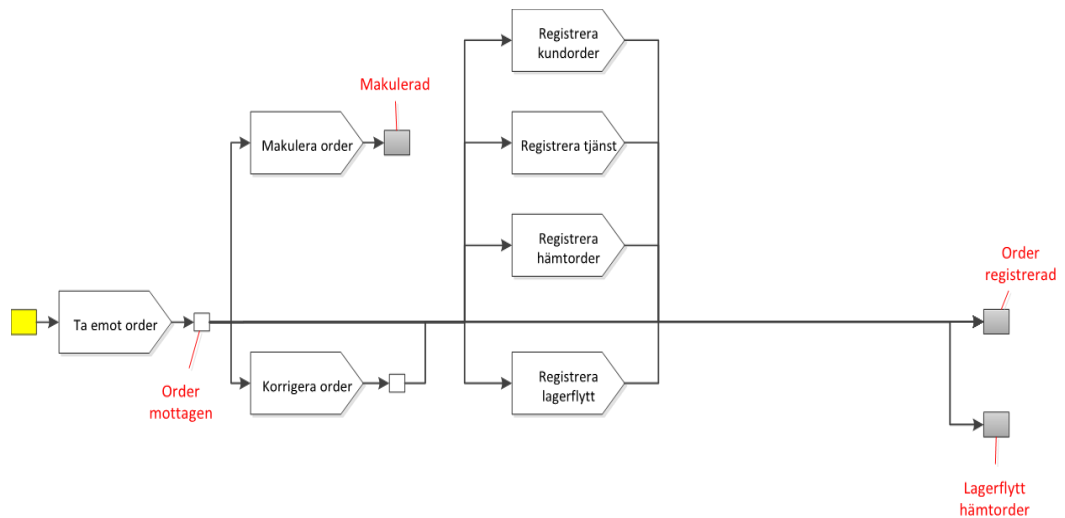 Registrera
kundorder
Makulerad
Makulera order
Registrera tjänst
Registrera
hämtorder
Order
registrerad
Ta emot order
Order
mottagen
Korrigera order
Registrera
lagerflytt
Lagerflytt
hämtorder